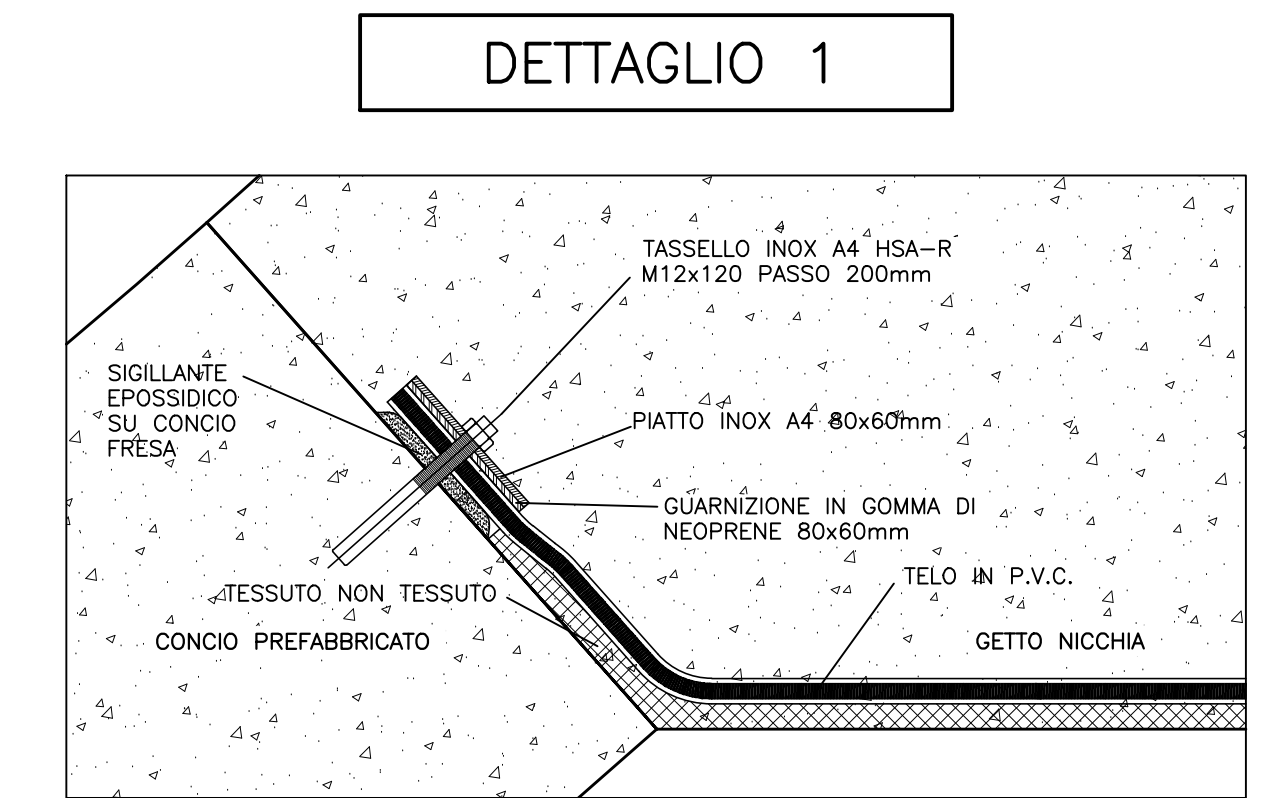 DETTAGLIO 1
TASSELLO INOX A4 HSA-R
M12x120 PASSO 200mm
SIGILLANTE
EPOSSIDICO
SU CONCIO
FRESA
PIATTO INOX A4 80x60mm
GUARNIZIONE IN GOMMA DI
NEOPRENE 80x60mm
TELO IN P.V.C.
TESSUTO NON TESSUTO
CONCIO PREFABBRICATO
GETTO NICCHIA